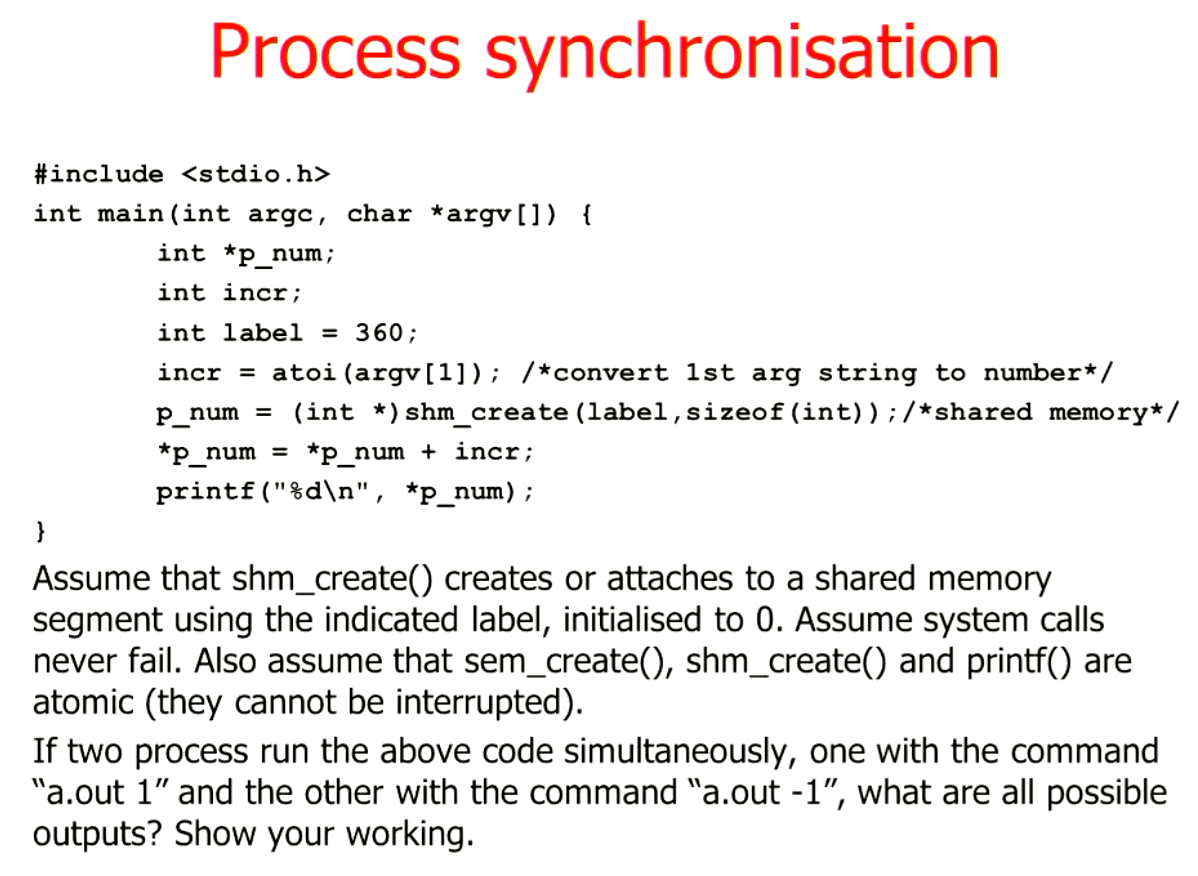 Process synchronisation
#include <stdio.h>
int main(int argc, char *argv[]) {
int *p_num;
int incr;
int label = 360;
incr = atoi(argv[1]); /*convert 1st arg string to number*/
p_num = (int *)shm_create(label,sizeof(int));/*shared memory*/
*p_num = *p_num + incr;
printf("%d\n", *p_num);
}
Assume that shm_create() creates or attaches to a shared memory
segment using the indicated label, initialised to 0. Assume system calls
never fail. Also assume that sem_create(), shm_create() and printf() are
atomic (they cannot be interrupted).
If two process run the above code simultaneously, one with the command
“a.out 1” and the other with the command “a.out -1”, what are all possible
outputs? Show your working.